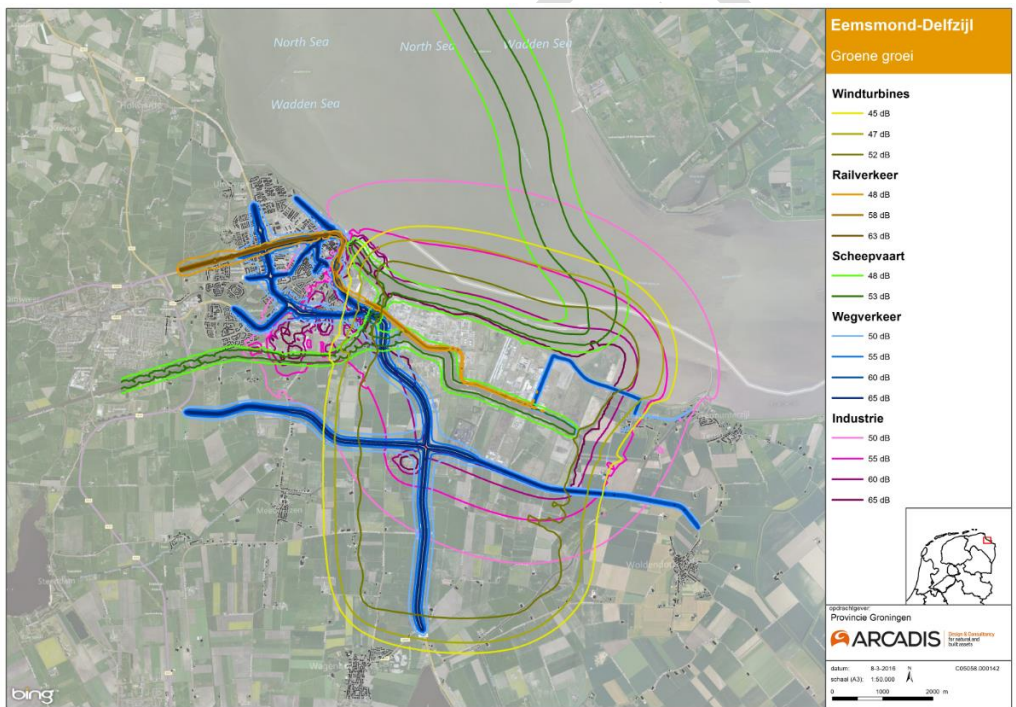 North Sea
North Sea
Wadden Sea
Wadden Sea
bing
Eemsmond-Delfzijl
Groene groei
Windturbines
45 dB
47 dB
52 dB
Railverkeer
48 dB
58 dB
63 dB
Scheepvaart
48 dB
53 dB
Wegverkeer
50 dB
55 dB
60 dB
65 dB
Industrie
50 dB
55 dB
60 dB
65 dB
opdrachtgever:
Provincie Groningen
ARCADIS
Design & Consultancy
for natural and
built assets
datum: 8-3-2016 N C05058.000142
schaal (A3): 1:50.000
0 1000 2000 m